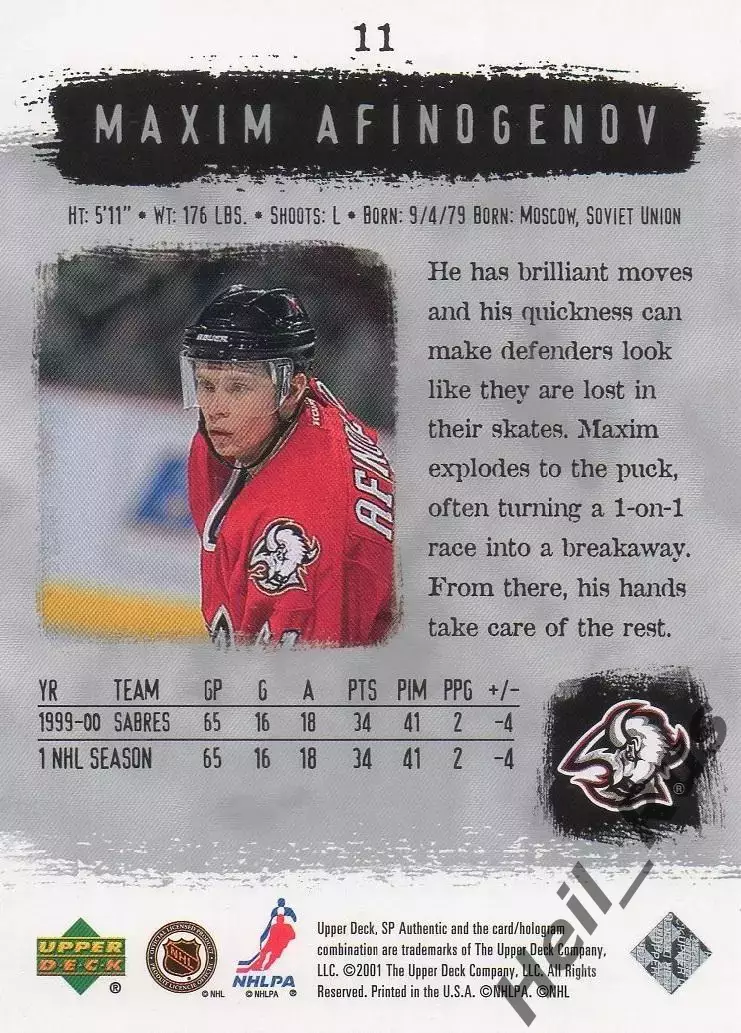 11
MAXIM AFINOGENOV
HT: 5'11" • WT: 176 LBS. • SHOOTS: L • BORN: 9/4/79 BORN: MOSCOW, SOVIET UNION
He has brilliant moves
and his quickness can
make defenders look
like they are lost in
their skates. Maxim
explodes to the puck,
often turning a 1-on-1
race into a breakaway.
From there, his hands
take care of the rest.
AFINO
YR TEAM GP G A PTS PIM PPG +/-
1999-00 SABRES 65 16 18 34 41 2 -4
1 NHL SEASON 65 16 18 34 41 2 -4
®
UPPER
DECK
®
NHL
©NHL
NHLPA
©NHLPA ®
Upper Deck, SP Authentic and the card/hologram
combination are trademarks of The Upper Deck Company,
LLC. ©2001 The Upper Deck Company, LLC. All Rights
Reserved. Printed in the U.S.A. ©NHLPA. ©NHL